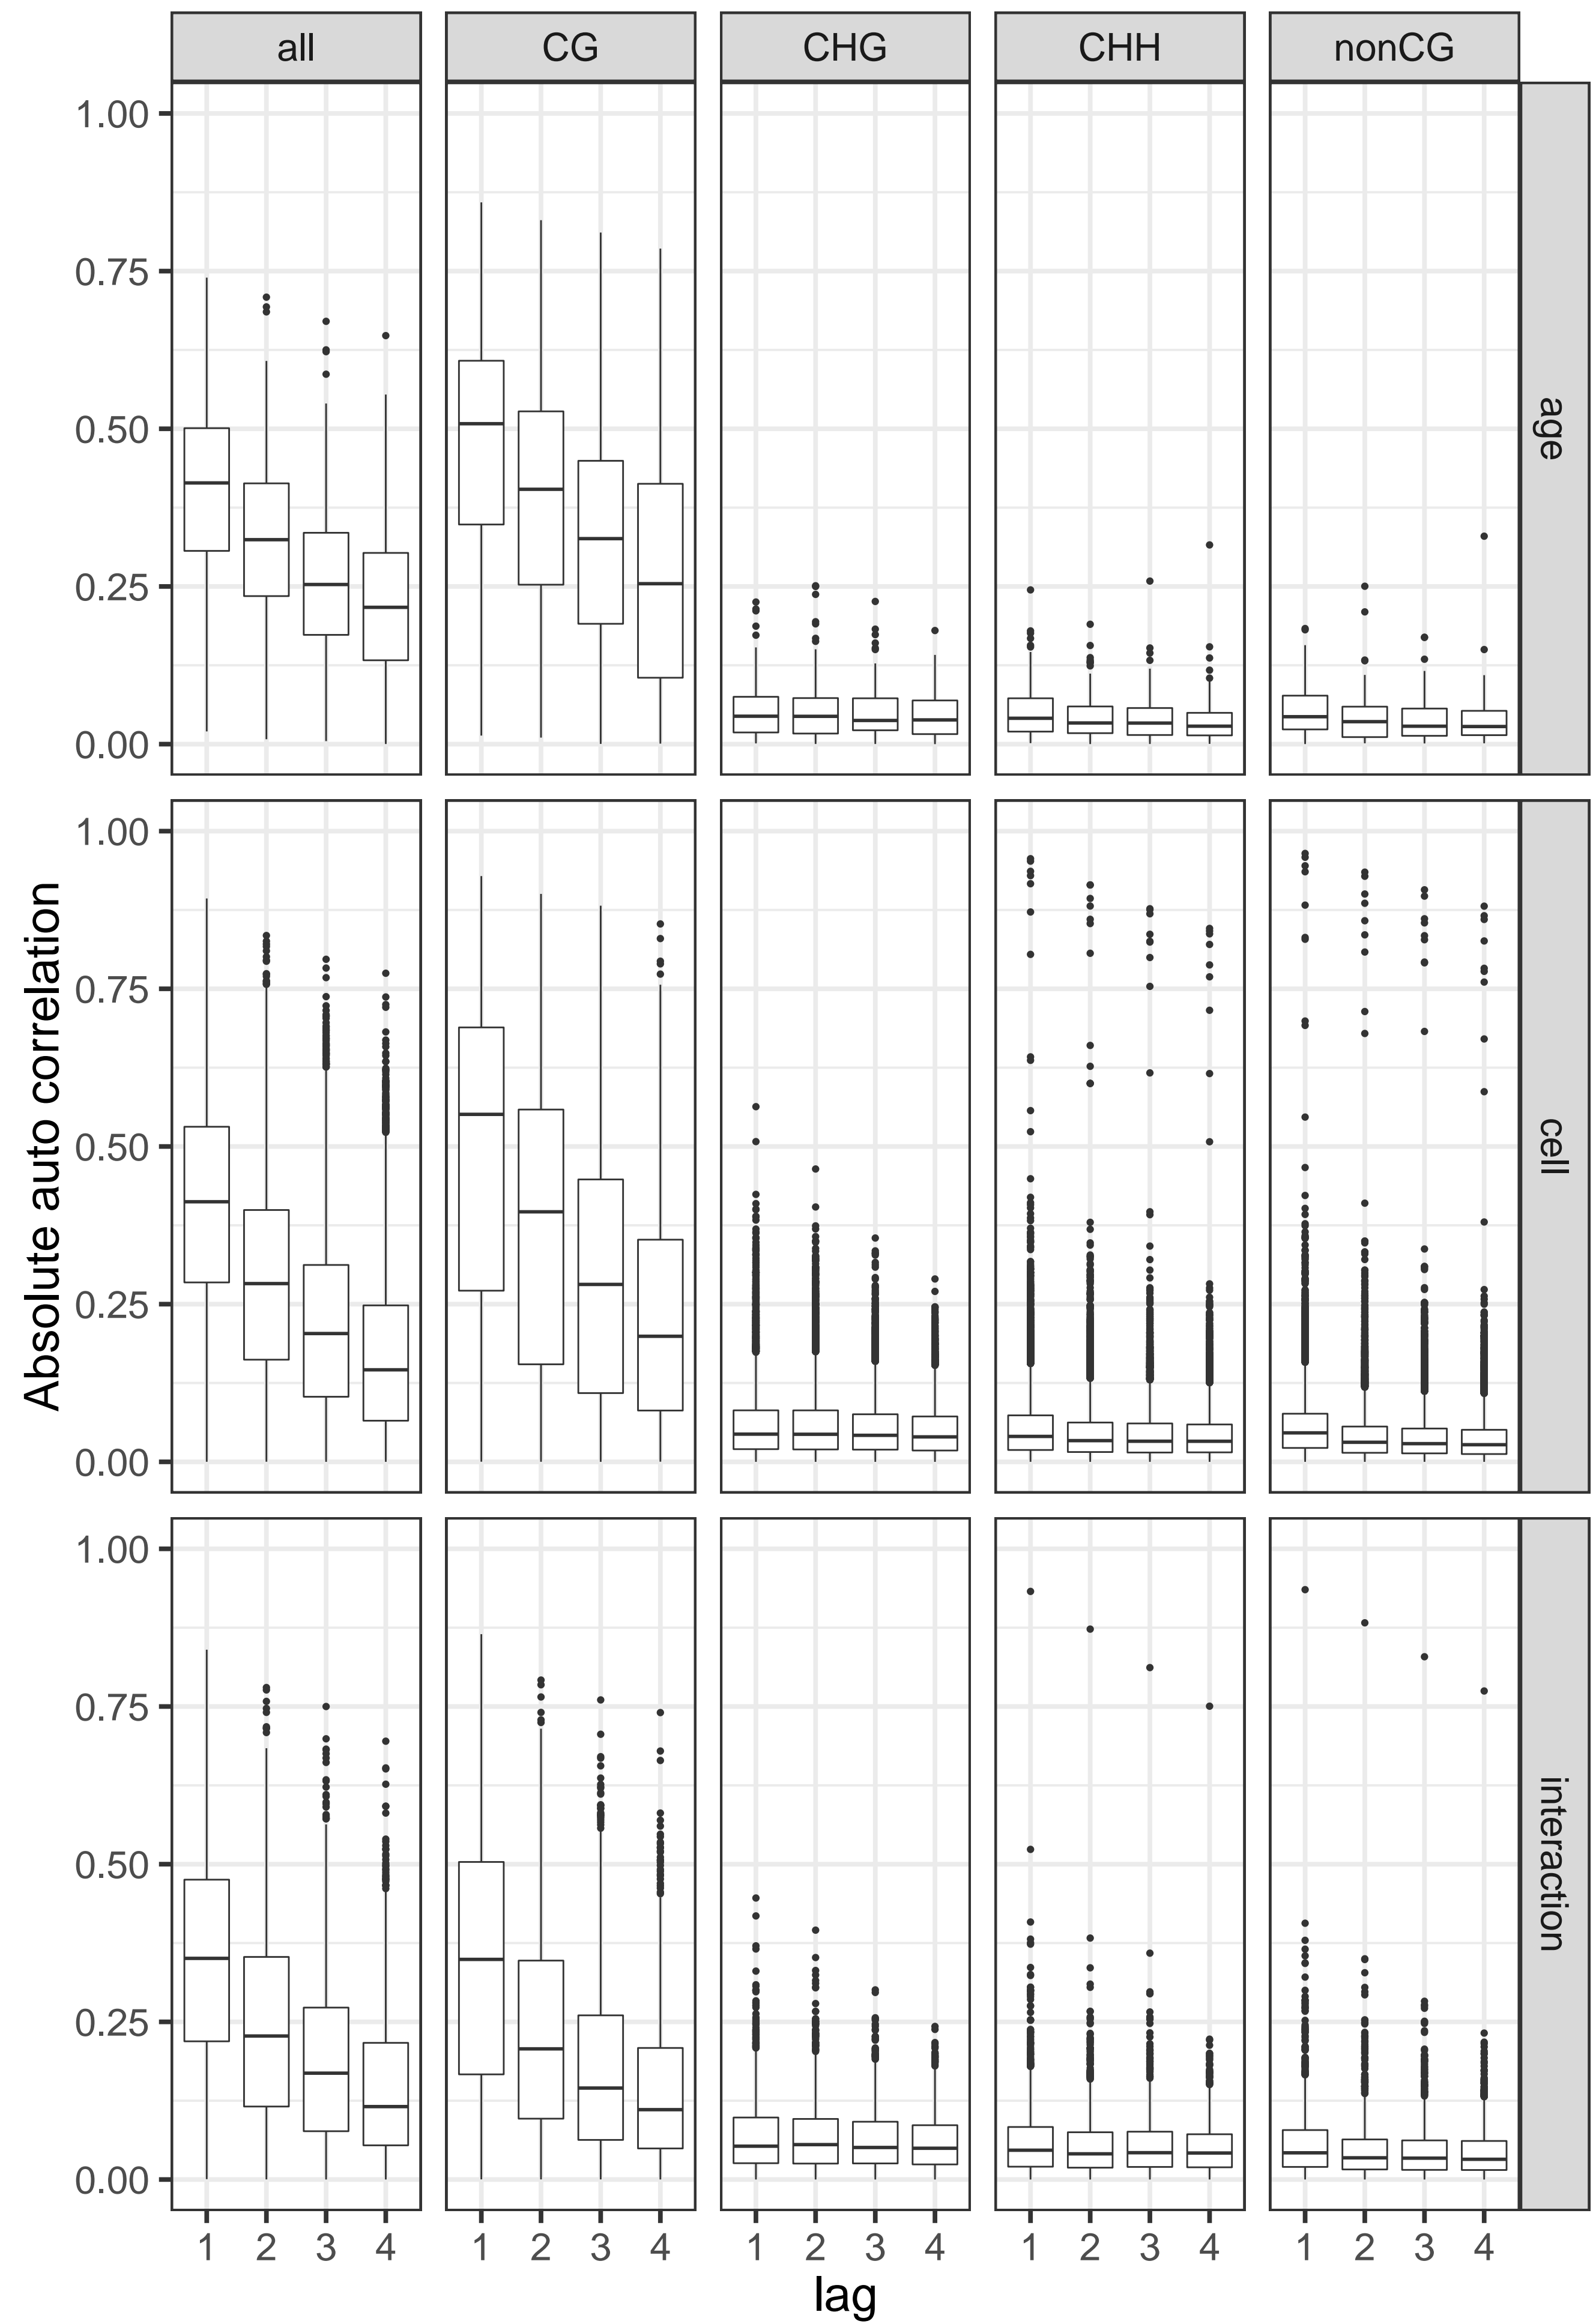 all CG CHG CHH nonCG
1.00
0.75
0.50
0.25
0.00
age
1.00
0.75
0.50
0.25
0.00
cell
1.00
0.75
0.50
0.25
0.00
interaction
Absolute auto correlation
1 2 3 4 1 2 3 4 1 2 3 4 1 2 3 4 1 2 3 4
lag